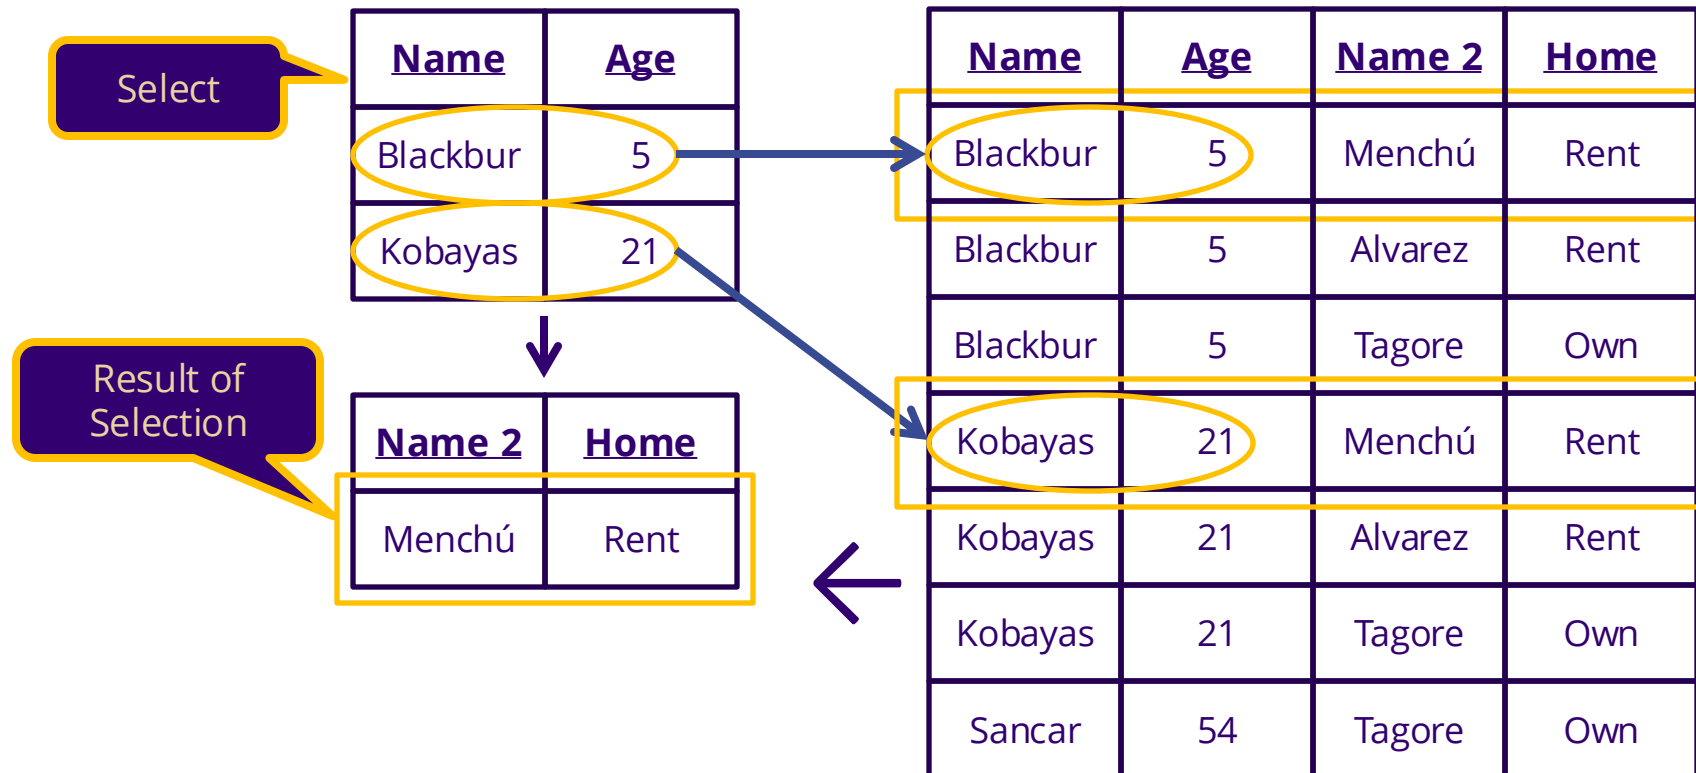 Select
Name Age
Blackbur 5
Kobayas 21
Result of
Selection
Name 2 Home
Menchú Rent
Name Age Name 2 Home
Blackbur 5 Menchú Rent
Blackbur 5 Alvarez Rent
Blackbur 5 Tagore Own
Kobayas 21 Menchú Rent
Kobayas 21 Alvarez Rent
Kobayas 21 Tagore Own
Sancar 54 Tagore Own